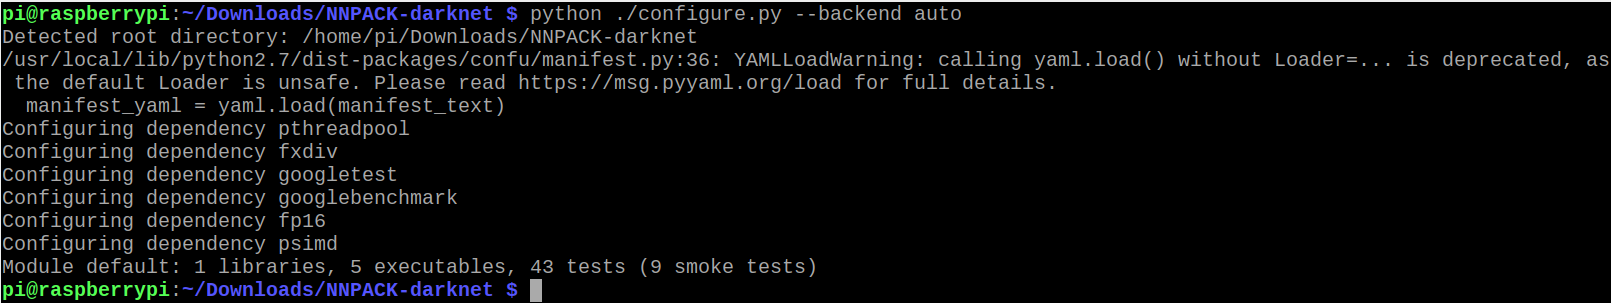 pi@raspberrypi:~/Downloads/NNPACK-darknet $ python ./configure.py --backend auto
Detected root directory: /home/pi/Downloads/NNPACK-darknet
/usr/local/lib/python2.7/dist-packages/confu/manifest.py:36: YAMLLoadWarning: calling yaml.load() without Loader=... is deprecated, as
 the default Loader is unsafe. Please read https://msg.pyyaml.org/load for full details.
  manifest_yaml = yaml.load(manifest_text)
Configuring dependency pthreadpool
Configuring dependency fxdiv
Configuring dependency googletest
Configuring dependency googlebenchmark
Configuring dependency fp16
Configuring dependency psimd
Module default: 1 libraries, 5 executables, 43 tests (9 smoke tests)
pi@raspberrypi:~/Downloads/NNPACK-darknet $